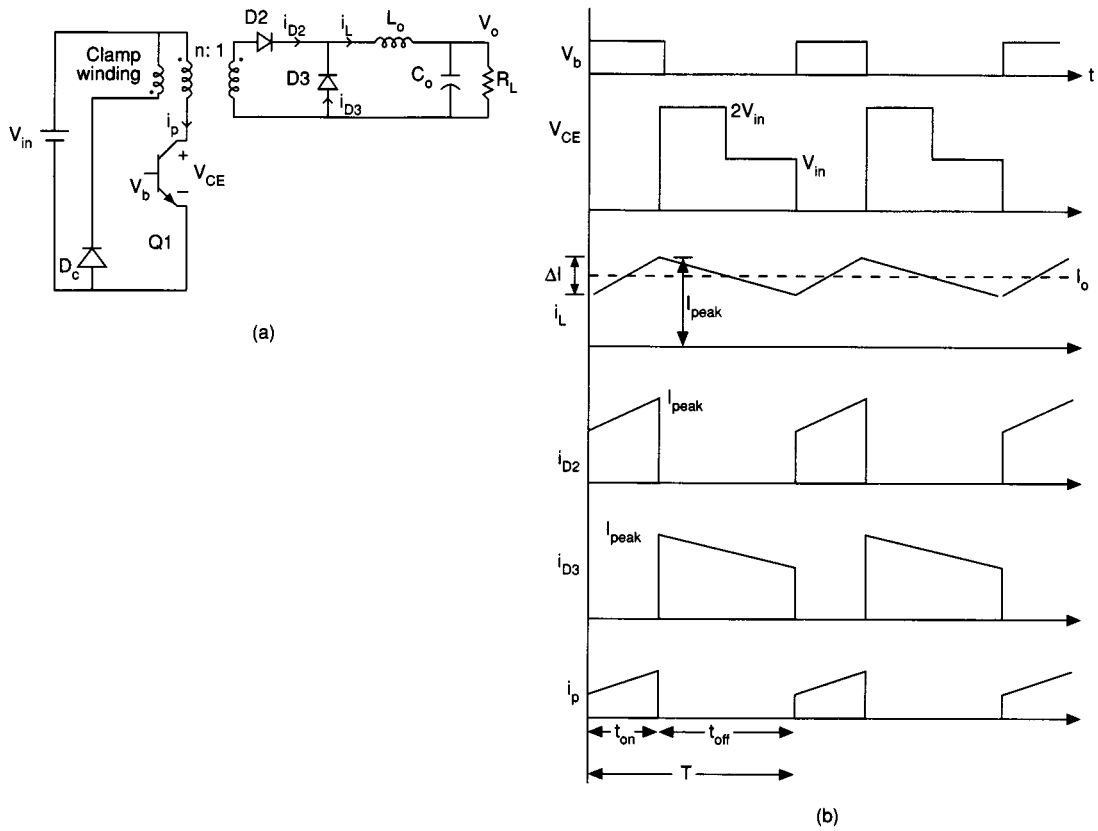 Clamp winding
n: 1
D2
i_D2
i_L
L_o
V_o
D3
i_D3
C_o
R_L
V_in
i_p
+
V_CE
–
V_b
Q1
D_c
(a)
V_b
t
V_CE
2V_in
V_in
ΔI
i_L
I_peak
I_o
i_D2
I_peak
i_D3
I_peak
i_p
t_on
t_off
T
(b)